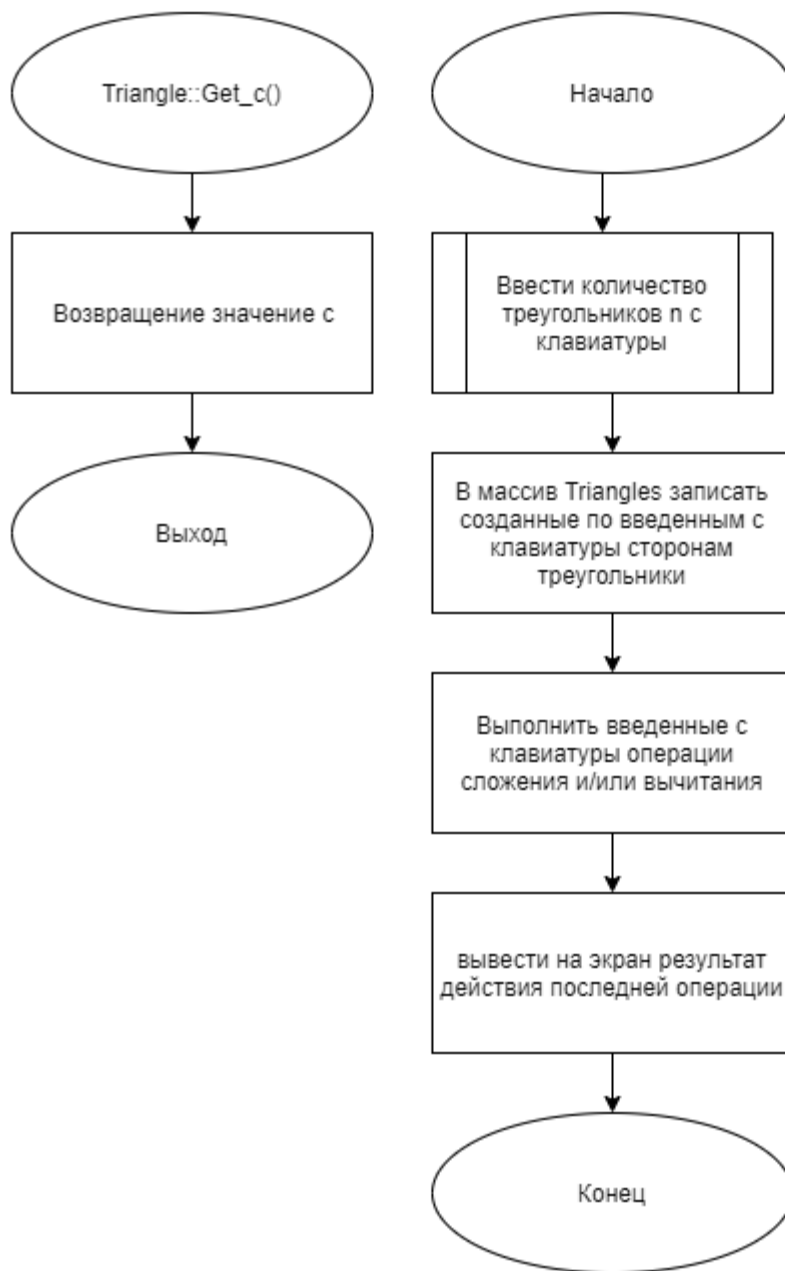 Triangle::Get_c()
Возвращение значение c
Выход
Начало
Ввести количество
треугольников n с
клавиатуры
В массив Triangles записать
созданные по введенным с
клавиатуры сторонам
треугольники
Выполнить введенные с
клавиатуры операции
сложения и/или вычитания
вывести на экран результат
действия последней операции
Конец